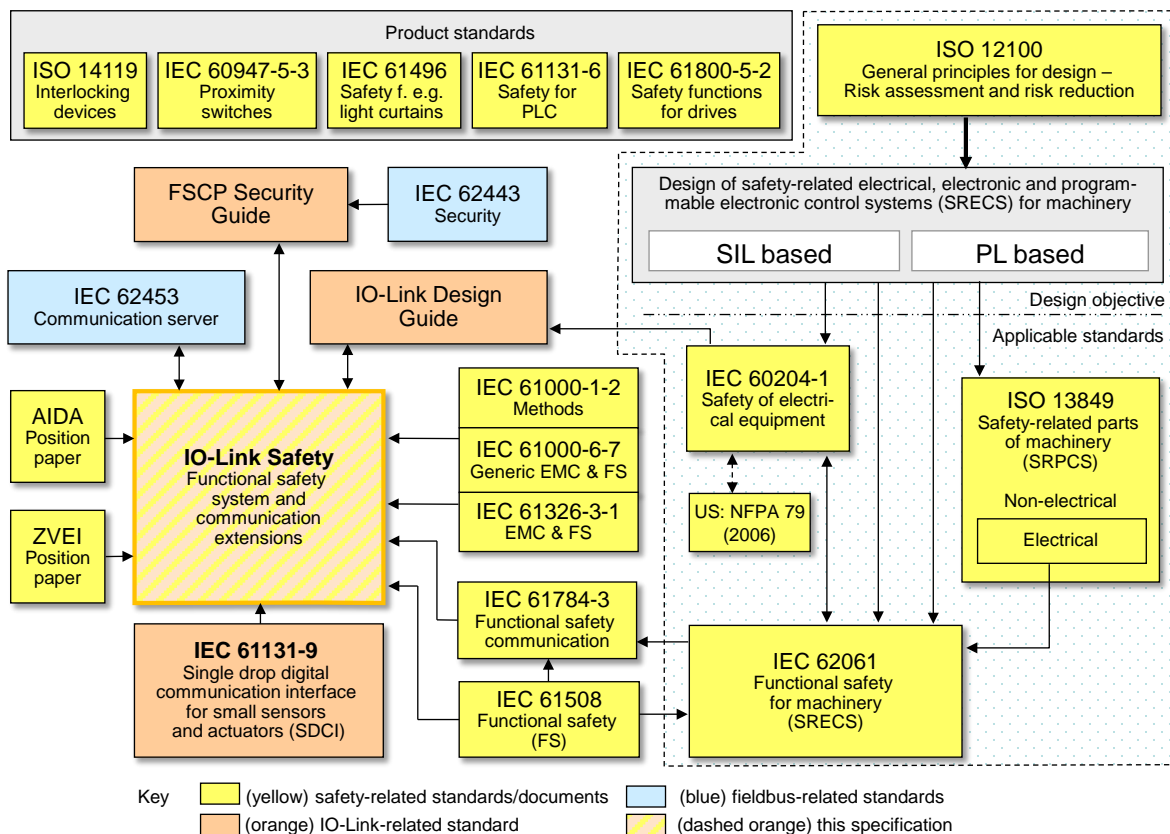 Product standards
ISO 14119
Interlocking
devices
IEC 60947-5-3
Proximity
switches
IEC 61496
Safety f. e.g.
light curtains
IEC 61131-6
Safety for
PLC
IEC 61800-5-2
Safety functions
for drives
ISO 12100
General principles for design –
Risk assessment and risk reduction
Design of safety-related electrical, electronic and program-
mable electronic control systems (SRECS) for machinery
SIL based
PL based
Design objective
Applicable standards
FSCP Security
Guide
IEC 62443
Security
IEC 62453
Communication server
IO-Link Design
Guide
AIDA
Position
paper
ZVEI
Position
paper
IO-Link Safety
Functional safety
system and
communication
extensions
IEC 61000-1-2
Methods
IEC 61000-6-7
Generic EMC & FS
IEC 61326-3-1
EMC & FS
IEC 60204-1
Safety of electri-
cal equipment
US: NFPA 79
(2006)
ISO 13849
Safety-related parts
of machinery
(SRPCS)
Non-electrical
Electrical
IEC 61131-9
Single drop digital
communication interface
for small sensors
and actuators (SDCI)
IEC 61784-3
Functional safety
communication
IEC 61508
Functional safety
(FS)
IEC 62061
Functional safety
for machinery
(SRECS)
Key
(yellow) safety-related standards/documents
(blue) fieldbus-related standards
(orange) IO-Link-related standard
(dashed orange) this specification